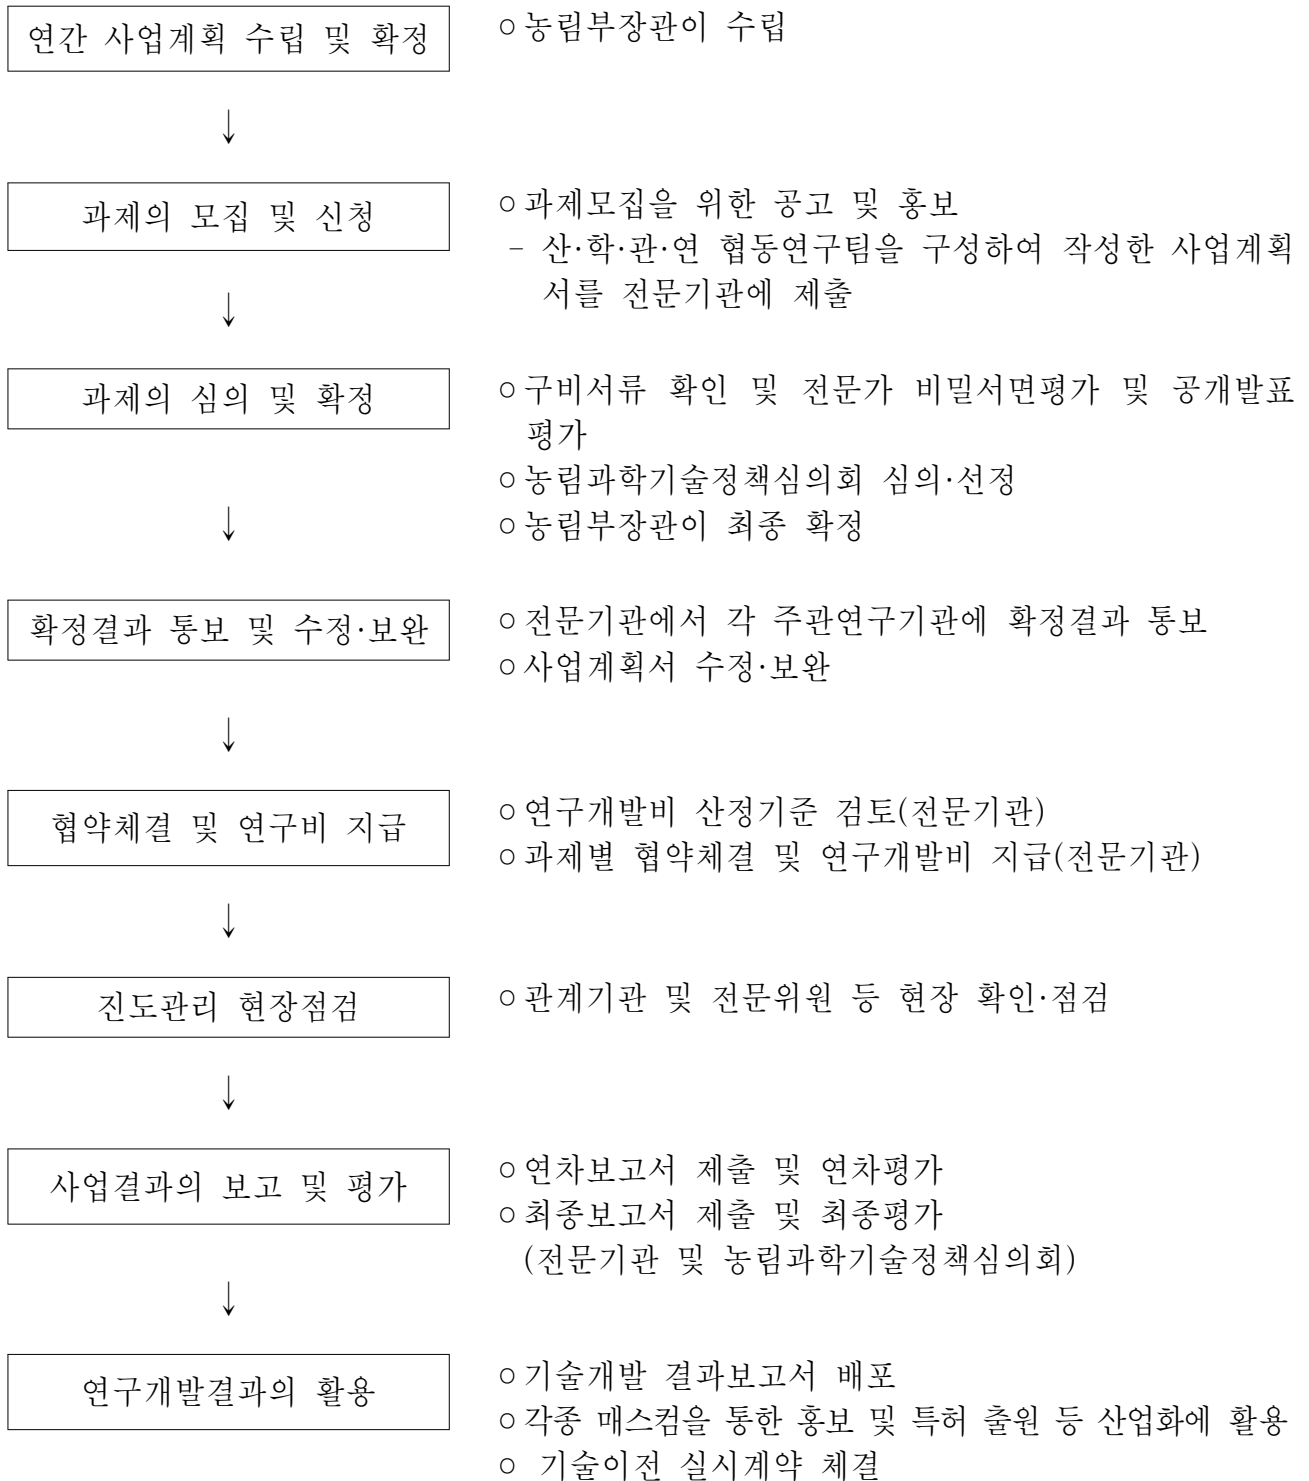 연간 사업계획 수립 및 확정
ㅇ농림부장관이 수립
↓
과제의 모집 및 신청
ㅇ과제모집을 위한 공고 및 홍보
- 산·학·관·연 협동연구팀을 구성하여 작성한 사업계획
서를 전문기관에 제출
↓
과제의 심의 및 확정
ㅇ구비서류 확인 및 전문가 비밀서면평가 및 공개발표
평가
ㅇ농림과학기술정책심의회 심의·선정
ㅇ농림부장관이 최종 확정
↓
확정결과 통보 및 수정·보완
ㅇ전문기관에서 각 주관연구기관에 확정결과 통보
ㅇ사업계획서 수정·보완
↓
협약체결 및 연구비 지급
ㅇ연구개발비 산정기준 검토(전문기관)
ㅇ과제별 협약체결 및 연구개발비 지급(전문기관)
↓
진도관리 현장점검
ㅇ관계기관 및 전문위원 등 현장 확인·점검
↓
사업결과의 보고 및 평가
ㅇ연차보고서 제출 및 연차평가
ㅇ최종보고서 제출 및 최종평가
(전문기관 및 농림과학기술정책심의회)
↓
연구개발결과의 활용
ㅇ기술개발 결과보고서 배포
ㅇ각종 매스컴을 통한 홍보 및 특허 출원 등 산업화에 활용
ㅇ 기술이전 실시계약 체결